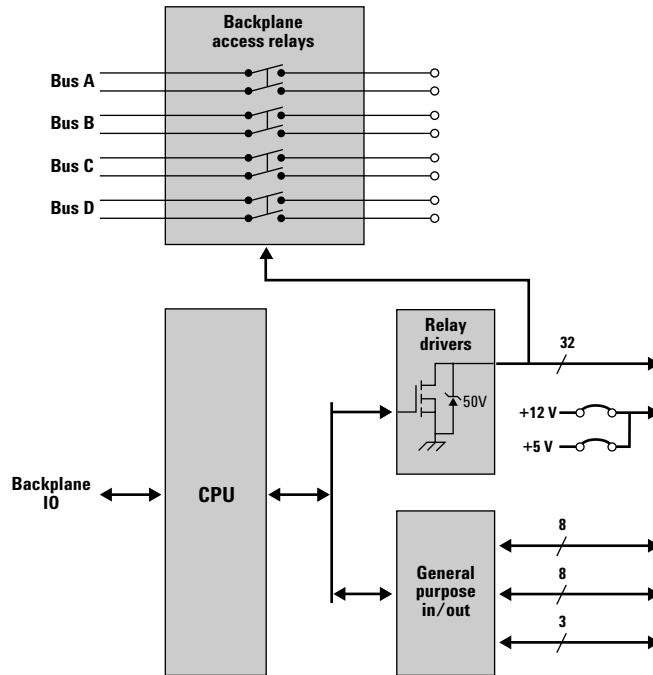 Backplane
access relays
Bus A
Bus B
Bus C
Bus D
Relay
drivers
32
50V
+12 V
+5 V
Backplane
IO
CPU
8
General
purpose
in/out
8
3